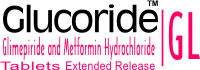 Glucoride™
Glimepiride and Metformin Hydrochloride
Tablets Extended Release
GL